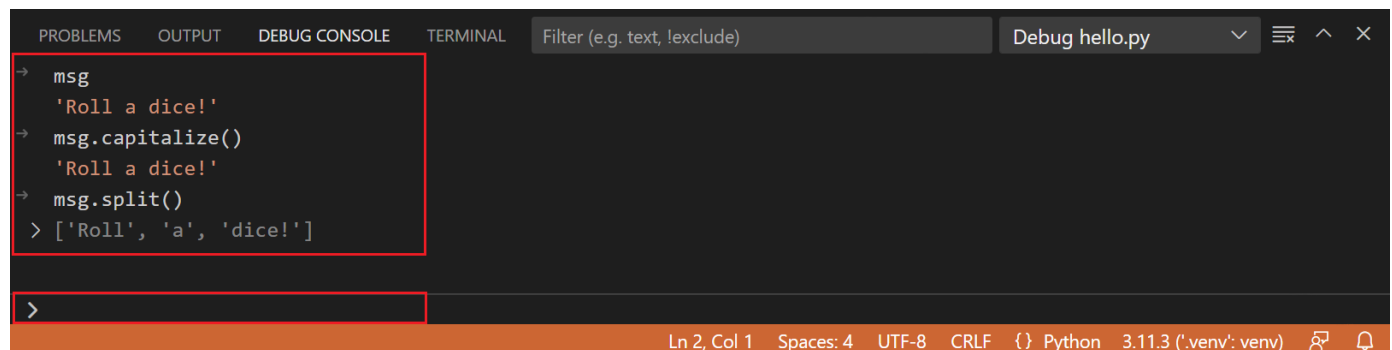 PROBLEMS OUTPUT DEBUG CONSOLE TERMINAL Filter (e.g. text, !exclude) Debug hello.py
msg
'Roll a dice!'
msg.capitalize()
'Roll a dice!'
msg.split()
> ['Roll', 'a', 'dice!']
>
Ln 2, Col 1 Spaces: 4 UTF-8 CRLF {} Python 3.11.3 ('.venv': venv)